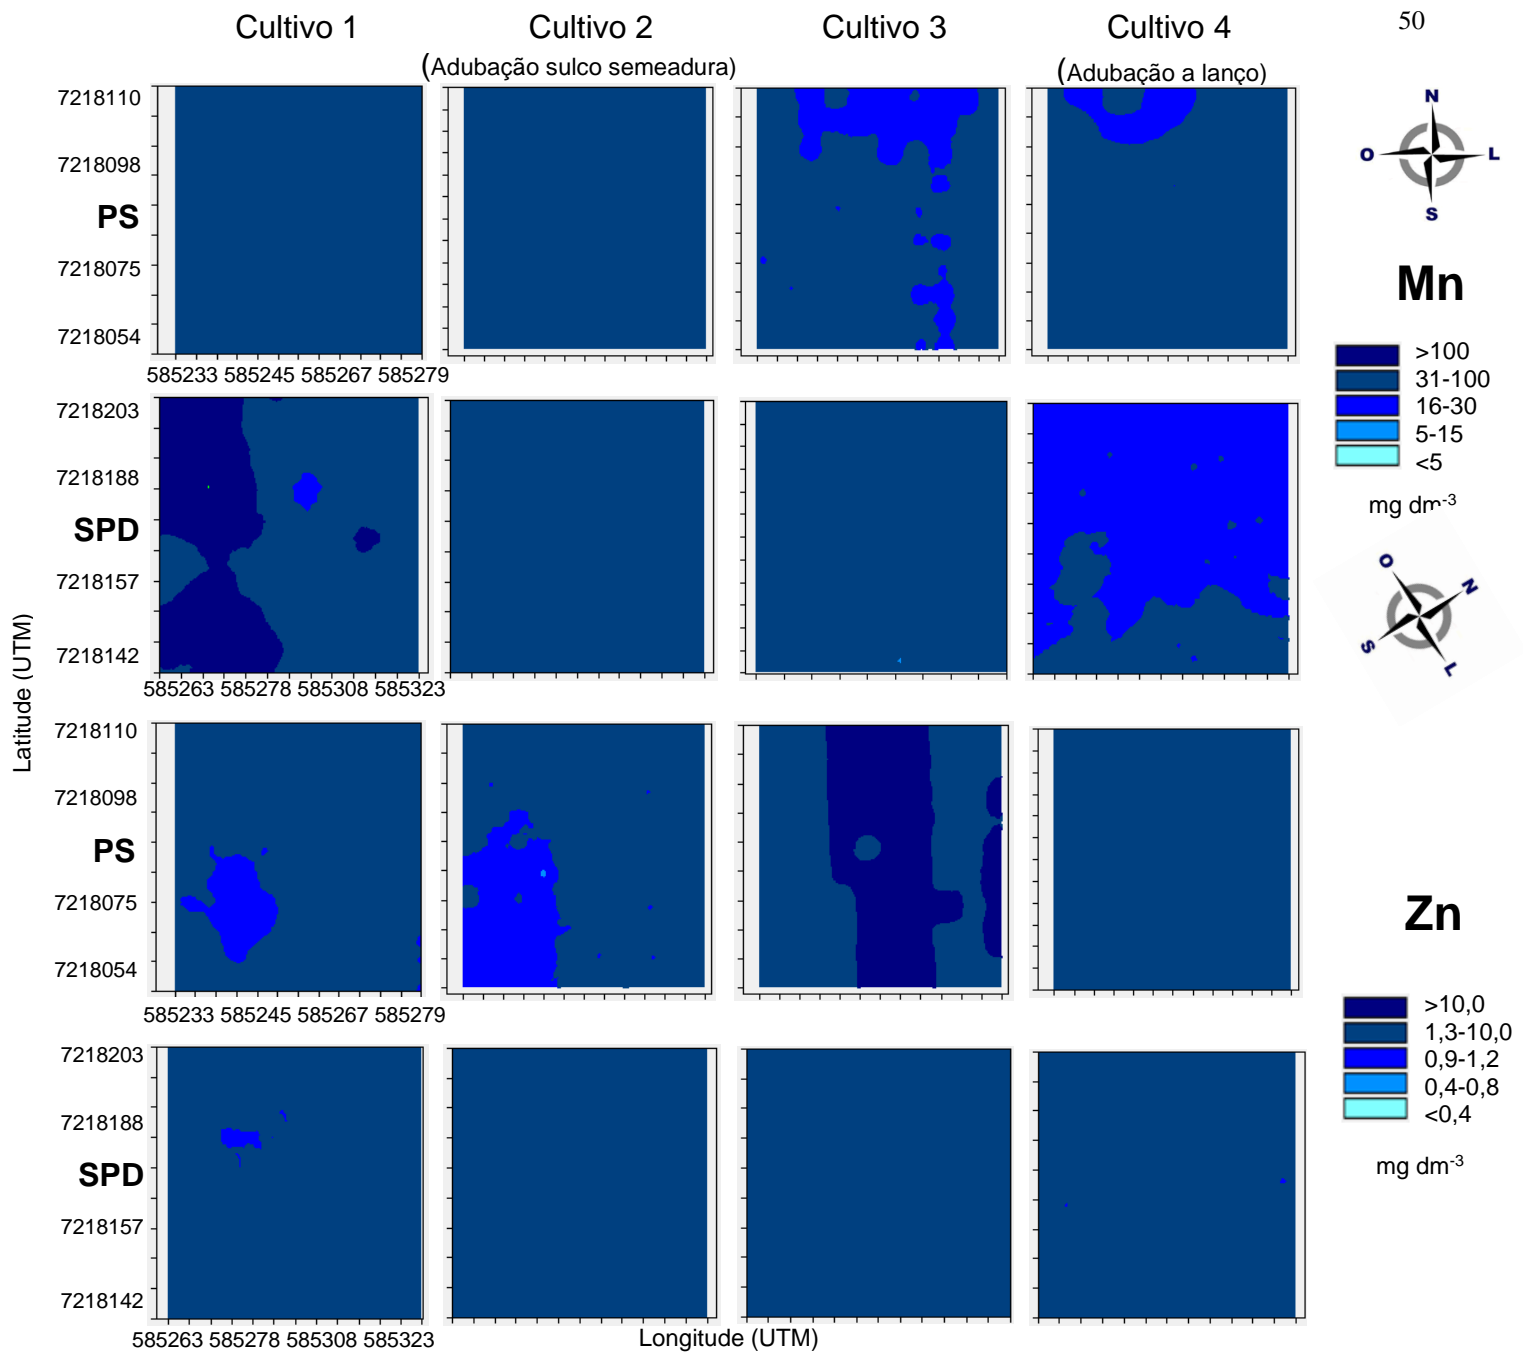 50
Cultivo 1
Cultivo 2
Cultivo 3
Cultivo 4
(Adubação sulco semeadura)
(Adubação a lanço)
7218110
7218098
PS
7218075
7218054
585233 585245 585267 585279
N
O
L
S
Mn
>100
31-100
16-30
5-15
<5
mg dm-3
7218203
7218188
SPD
7218157
7218142
585263 585278 585308 585323
O
N
S
L
Latitude (UTM)
7218110
7218098
PS
7218075
7218054
585233 585245 585267 585279
Zn
>10,0
1,3-10,0
0,9-1,2
0,4-0,8
<0,4
mg dm-3
7218203
7218188
SPD
7218157
7218142
585263 585278 585308 585323
Longitude (UTM)